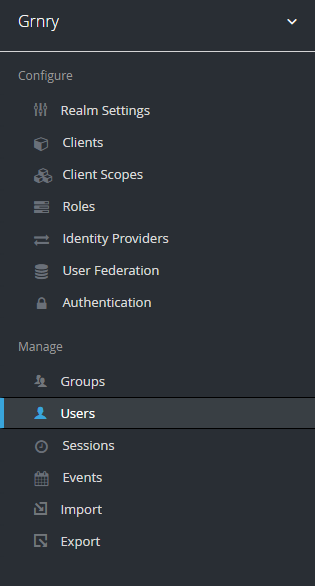 Grnry
Configure
Realm Settings
Clients
Client Scopes
Roles
Identity Providers
User Federation
Authentication
Manage
Groups
Users
Sessions
Events
Import
Export